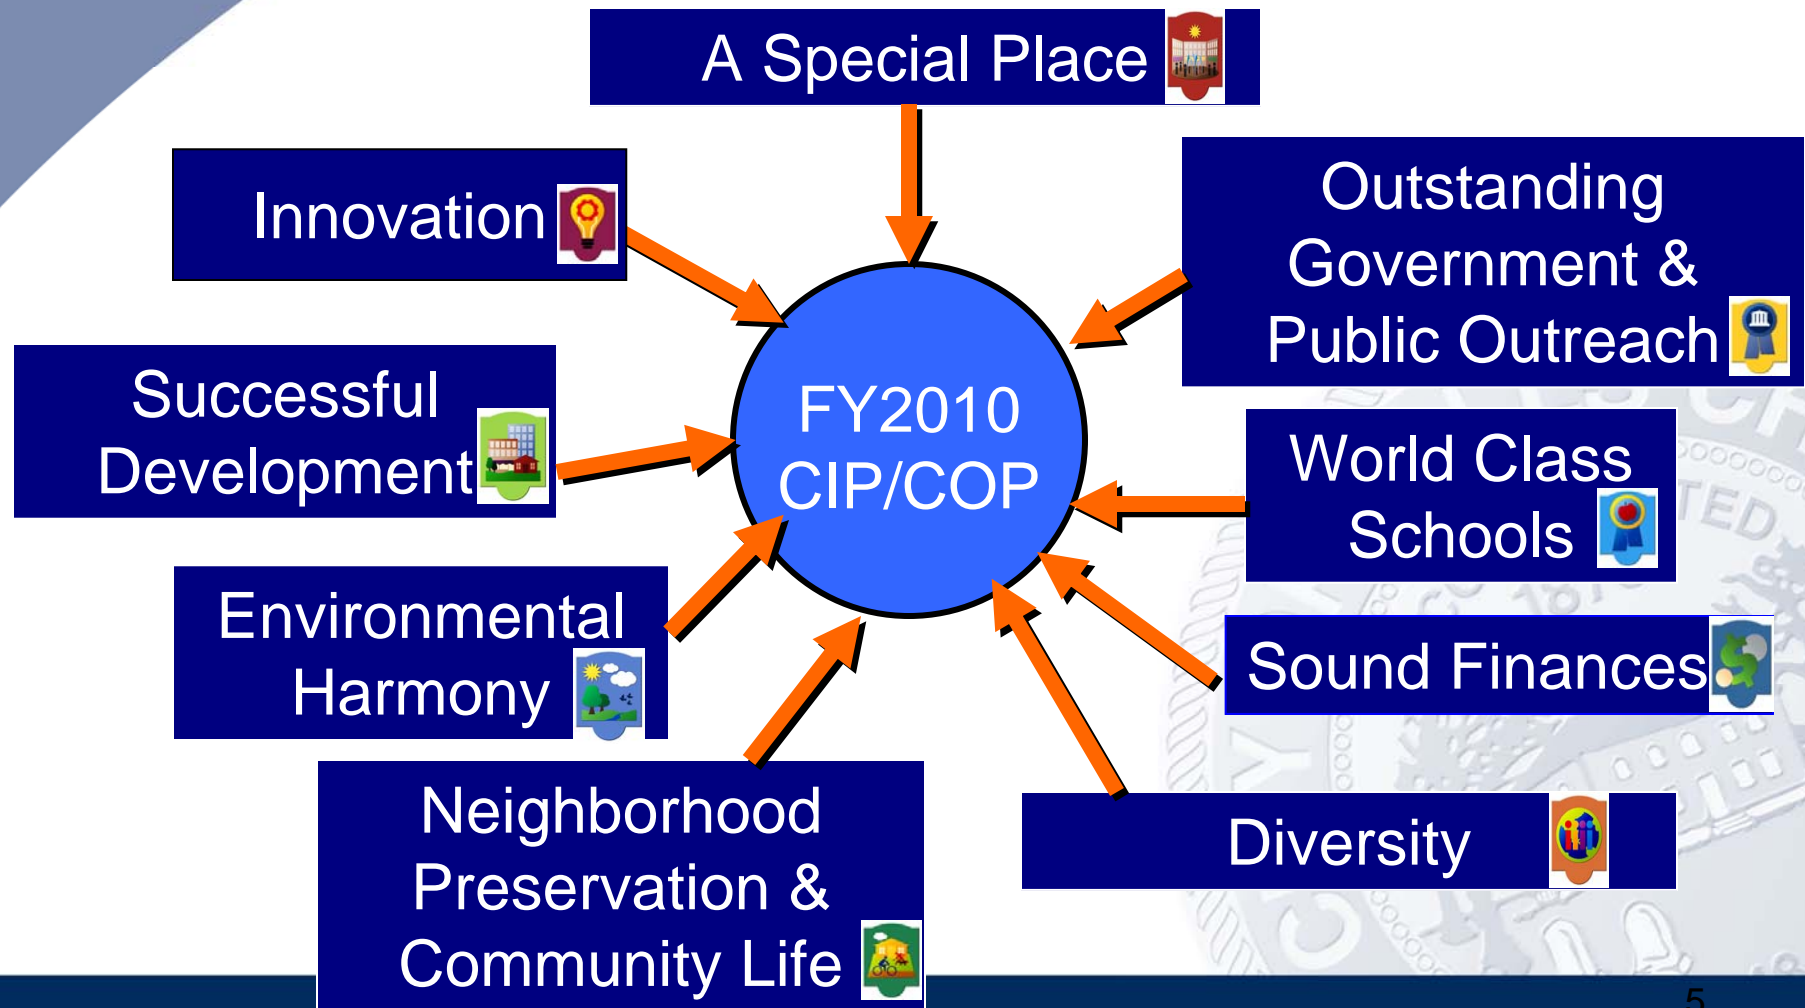 A Special Place
Innovation
Outstanding
Government &
Public Outreach
Successful
Development
FY2010
CIP/COP
World Class
Schools
Environmental
Harmony
Sound Finances
Neighborhood
Preservation &
Community Life
Diversity
5